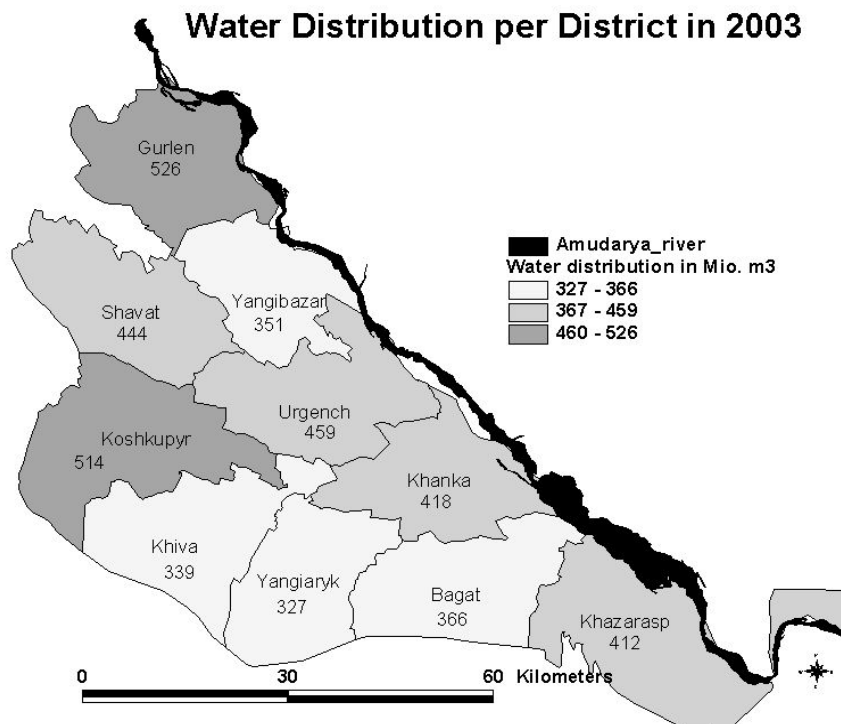 Water Distribution per District in 2003
Gurlen
526
Amudarya_river
Water distribution in Mio. m3
327 - 366
367 - 459
460 - 526
Yangibazar
351
Shavat
444
Urgench
459
Koshkupyr
514
Khanka
418
Khiva
339
Yangiaryk
327
Bagat
366
Khazarasp
412
0 30 60 Kilometers